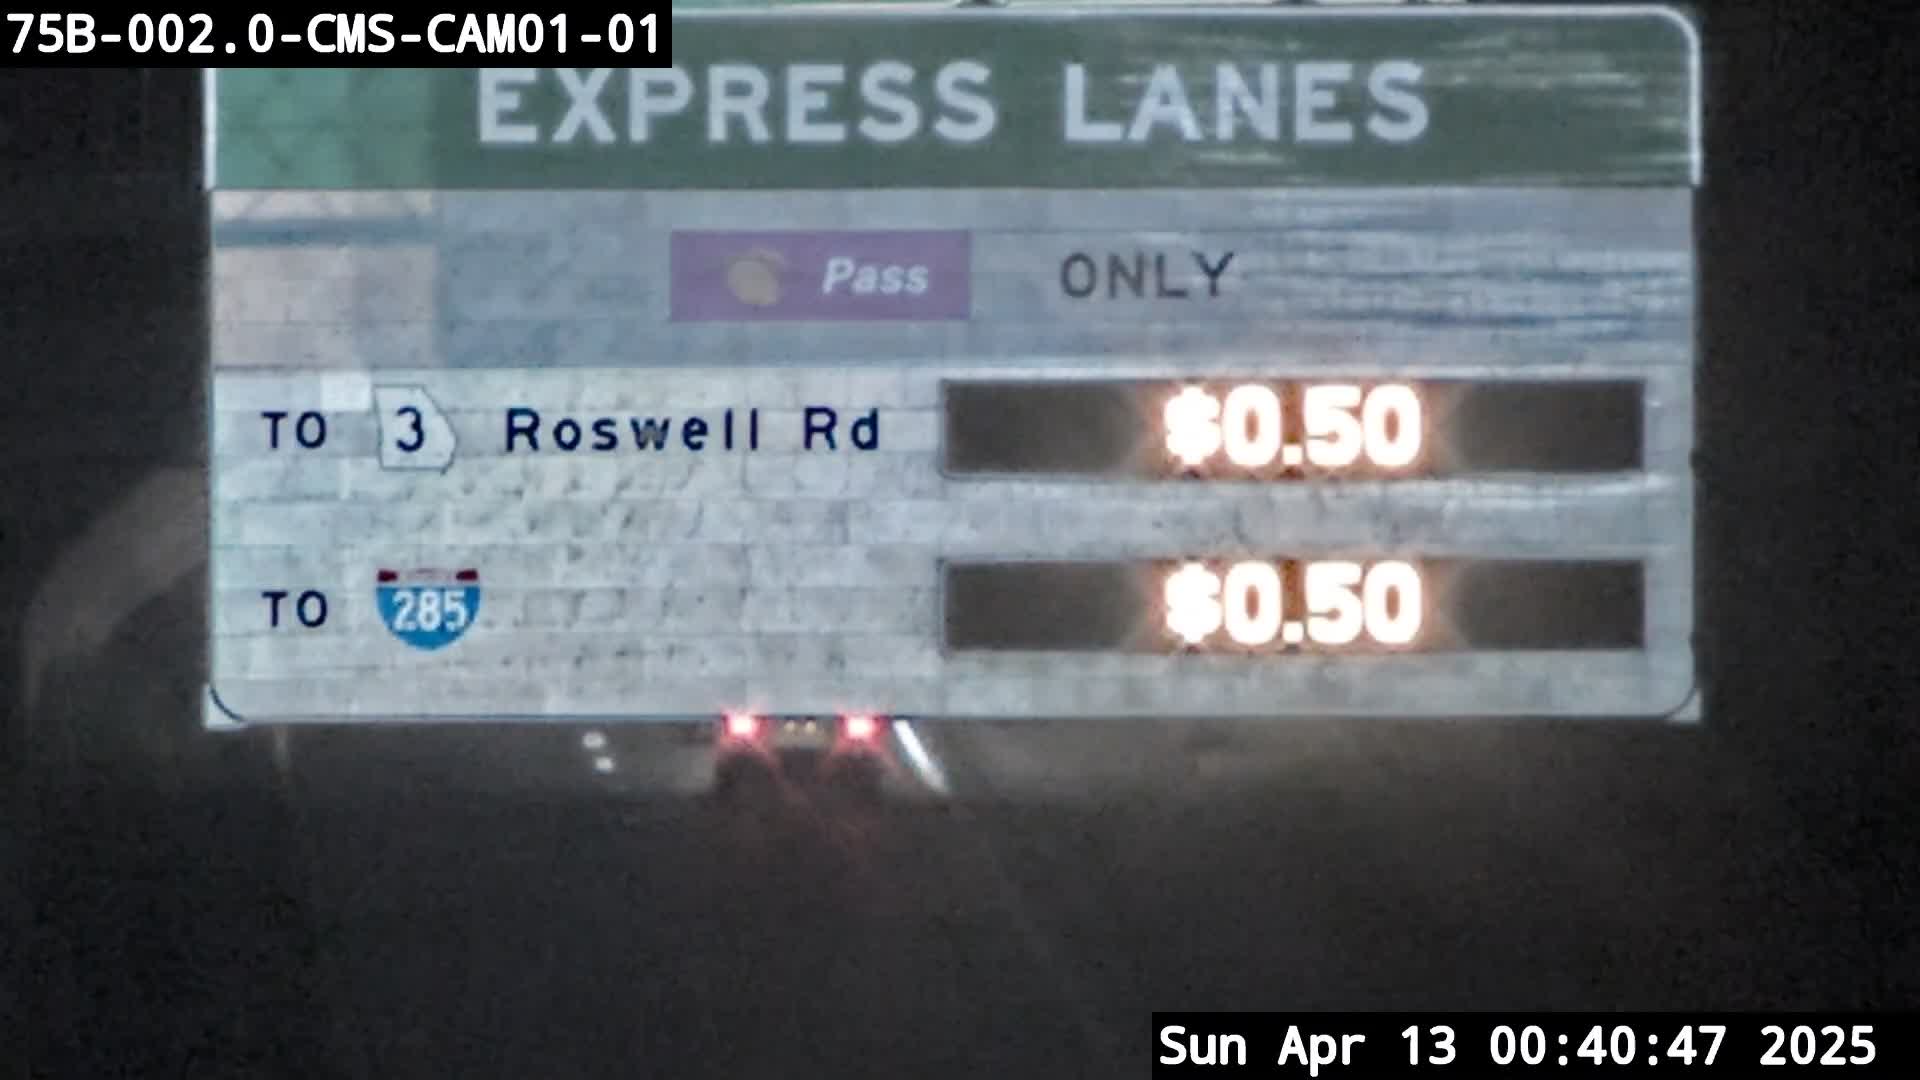 75B-002.0-CMS-CAM01-01
EXPRESS LANES
Pass ONLY
TO 3 Roswell Rd $0.50
TO 285 $0.50
Sun Apr 13 00:40:47 2025